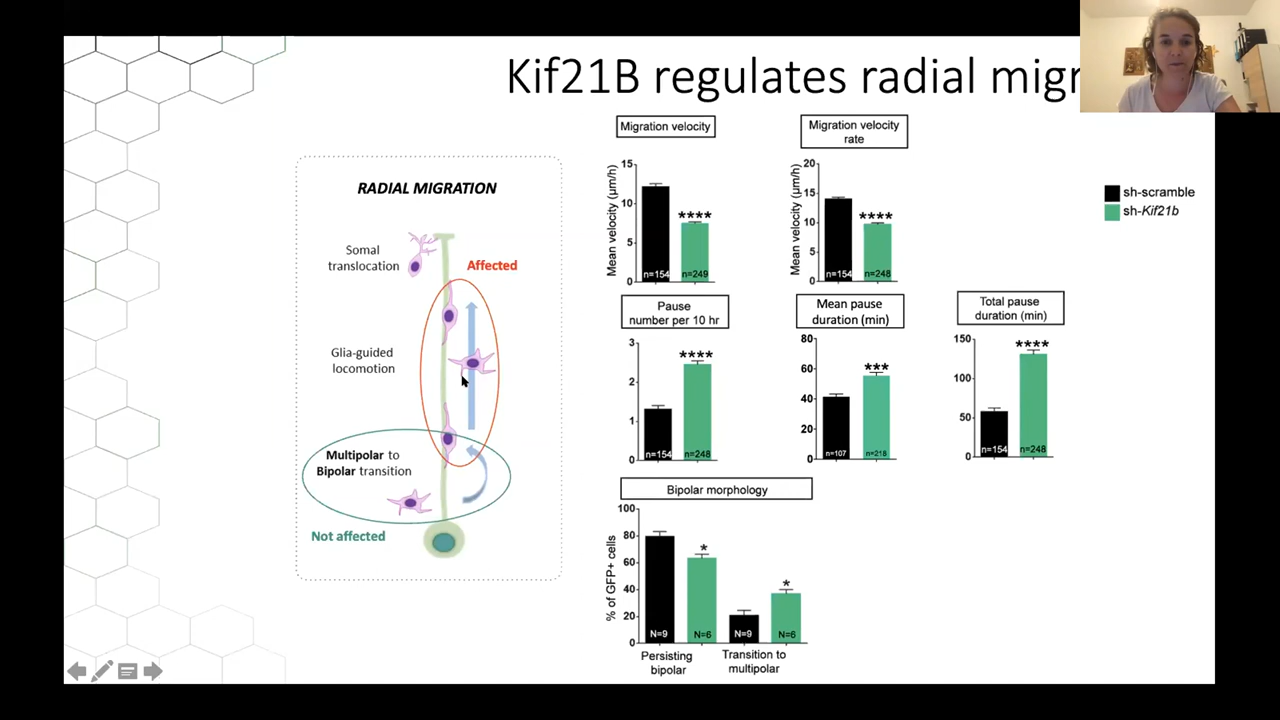 Kif21B regulates radial migr
RADIAL MIGRATION
Somal
translocation
Affected
Glia-guided
locomotion
Multipolar to
Bipolar transition
Not affected
Migration velocity
Mean velocity (µm/h)
15
10
5
0
****
n=154
n=249
Migration velocity
rate
Mean velocity (µm/h)
20
15
10
5
0
****
n=154
n=248
sh-scramble
sh-Kif21b
Pause
number per 10 hr
3
2
1
0
****
n=154
n=248
Mean pause
duration (min)
80
60
40
20
0
***
n=107
n=218
Total pause
duration (min)
150
100
50
0
****
n=154
n=248
Bipolar morphology
% of GFP+ cells
100
80
60
40
20
0
*
*
N=9
N=6
N=9
N=6
Persisting
bipolar
Transition to
multipolar